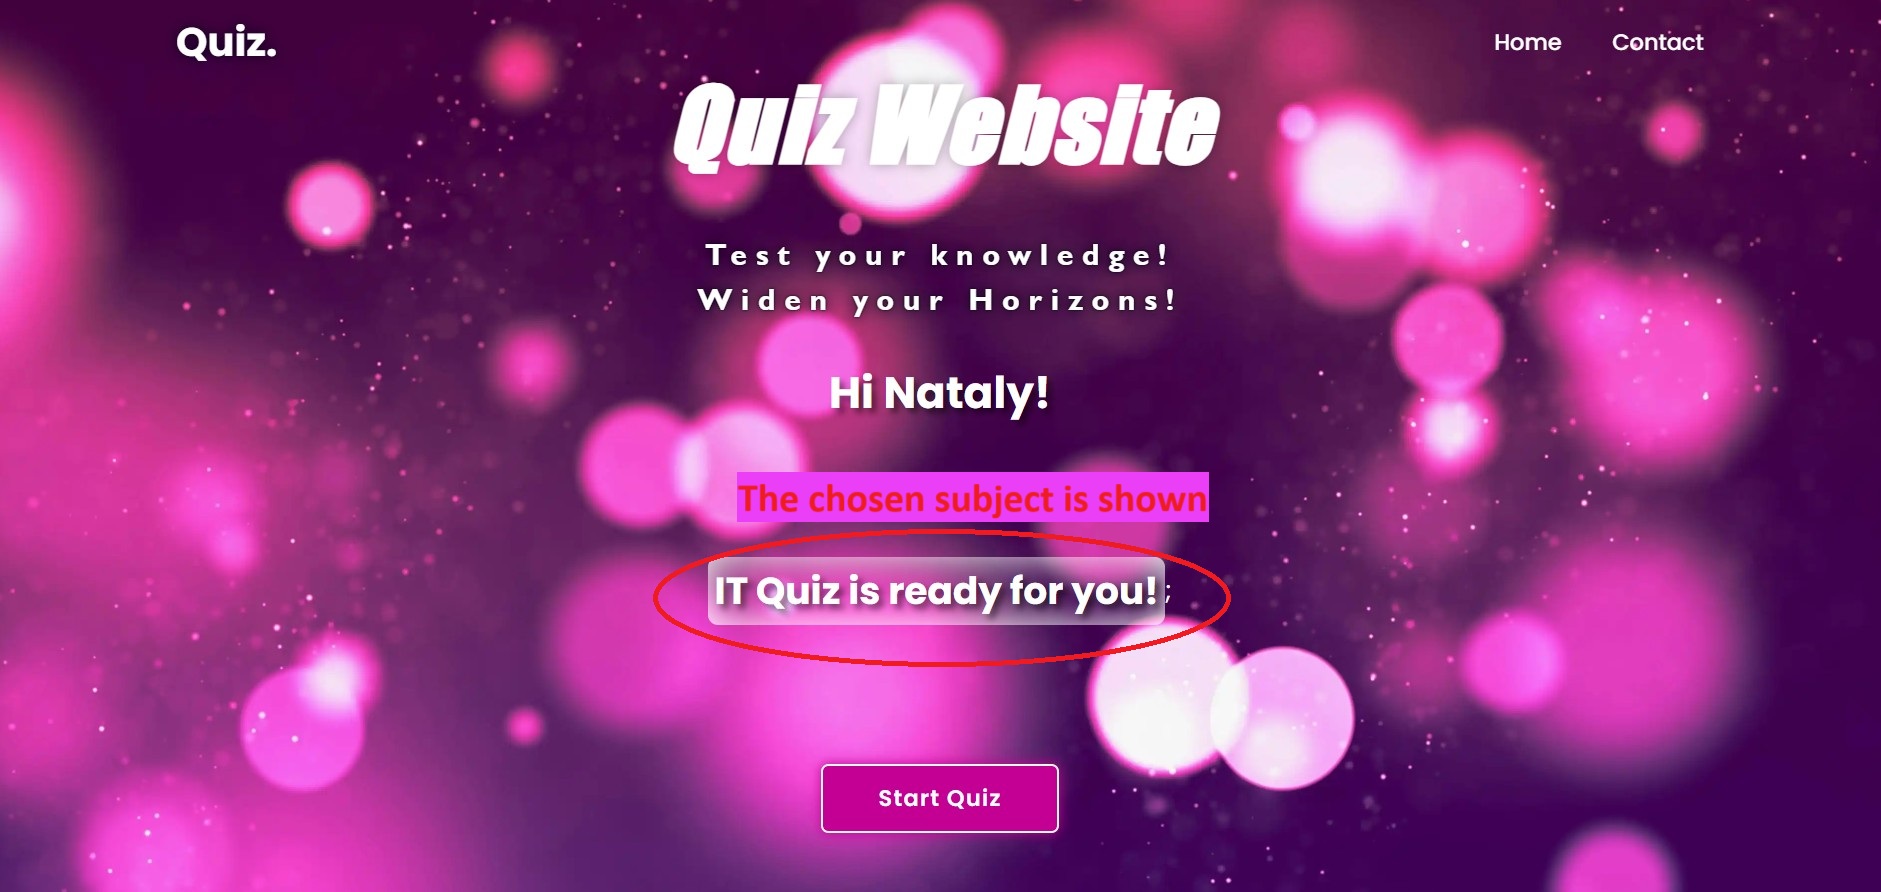 Quiz.
Home
Contact
Quiz Website
Test your knowledge!
Widen your Horizons!
Hi Nataly!
The chosen subject is shown
IT Quiz is ready for you! ;
Start Quiz